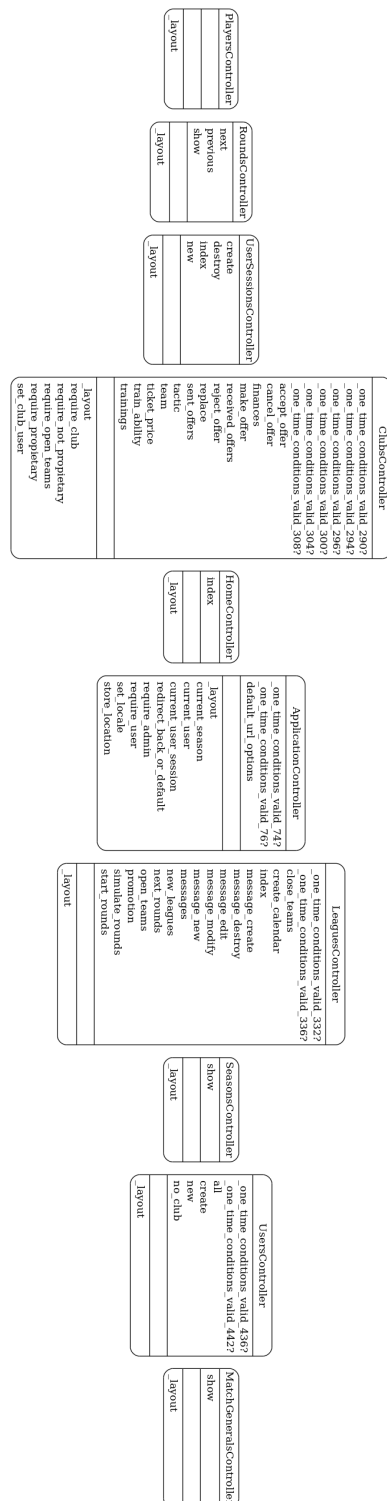 PlayersController
_layout
RoundsController
next
previous
show
_layout
UserSessionsController
create
destroy
index
new
_layout
ClubsController
_one_time_conditions_valid_290?
_one_time_conditions_valid_294?
_one_time_conditions_valid_296?
_one_time_conditions_valid_300?
_one_time_conditions_valid_304?
_one_time_conditions_valid_308?
accept_offer
cancel_offer
finances
make_offer
received_offers
reject_offer
replace
sent_offers
tactic
team
ticket_price
train_ability
trainings
_layout
require_club
require_not_propietary
require_open_teams
require_propietary
set_club_user
HomeController
index
_layout
ApplicationController
_one_time_conditions_valid_74?
_one_time_conditions_valid_76?
default_url_options
_layout
current_season
current_user
current_user_session
redirect_back_or_default
require_admin
require_user
set_locale
store_location
LeaguesController
_one_time_conditions_valid_332?
_one_time_conditions_valid_336?
close_teams
create_calendar
index
message_create
message_destroy
message_edit
message_modify
message_new
messages
new_leagues
next_rounds
open_teams
promotion
simulate_rounds
start_rounds
_layout
SeasonsController
show
_layout
UsersController
_one_time_conditions_valid_436?
_one_time_conditions_valid_442?
all
create
new
no_club
_layout
MatchGeneralsController
show
_layout